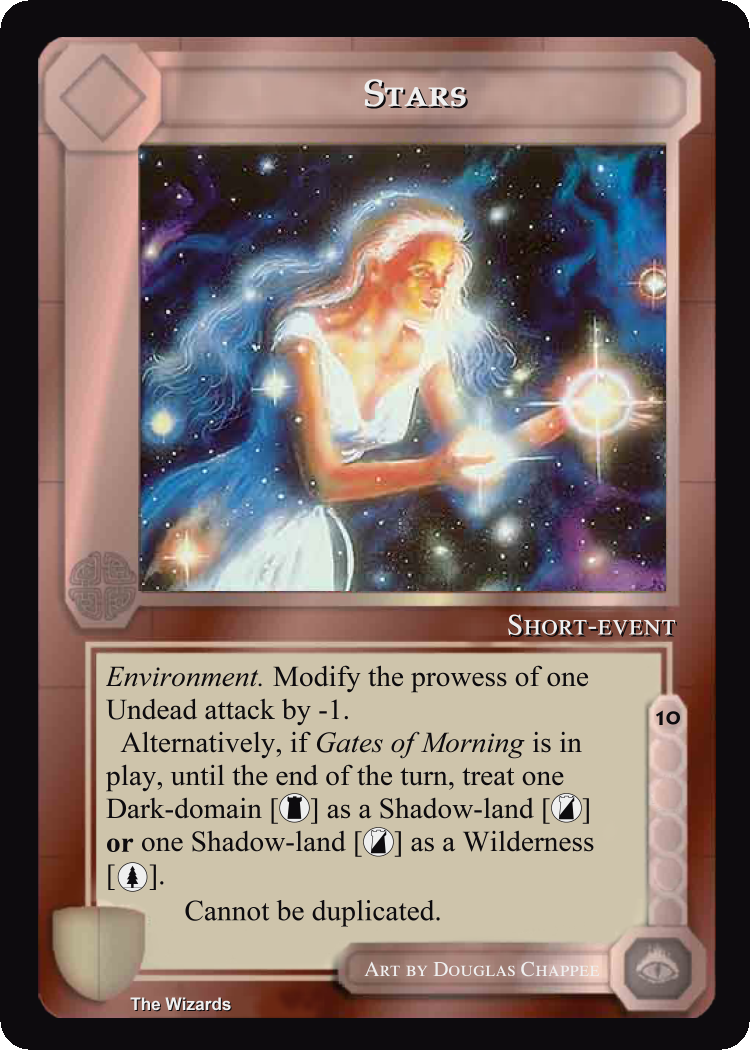 Stars
Short-event
Environment. Modify the prowess of one
Undead attack by -1.
Alternatively, if Gates of Morning is in
play, until the end of the turn, treat one
Dark-domain [] as a Shadow-land []
or one Shadow-land [] as a Wilderness
[].
Cannot be duplicated.
10
Art by Douglas Chappee
The Wizards